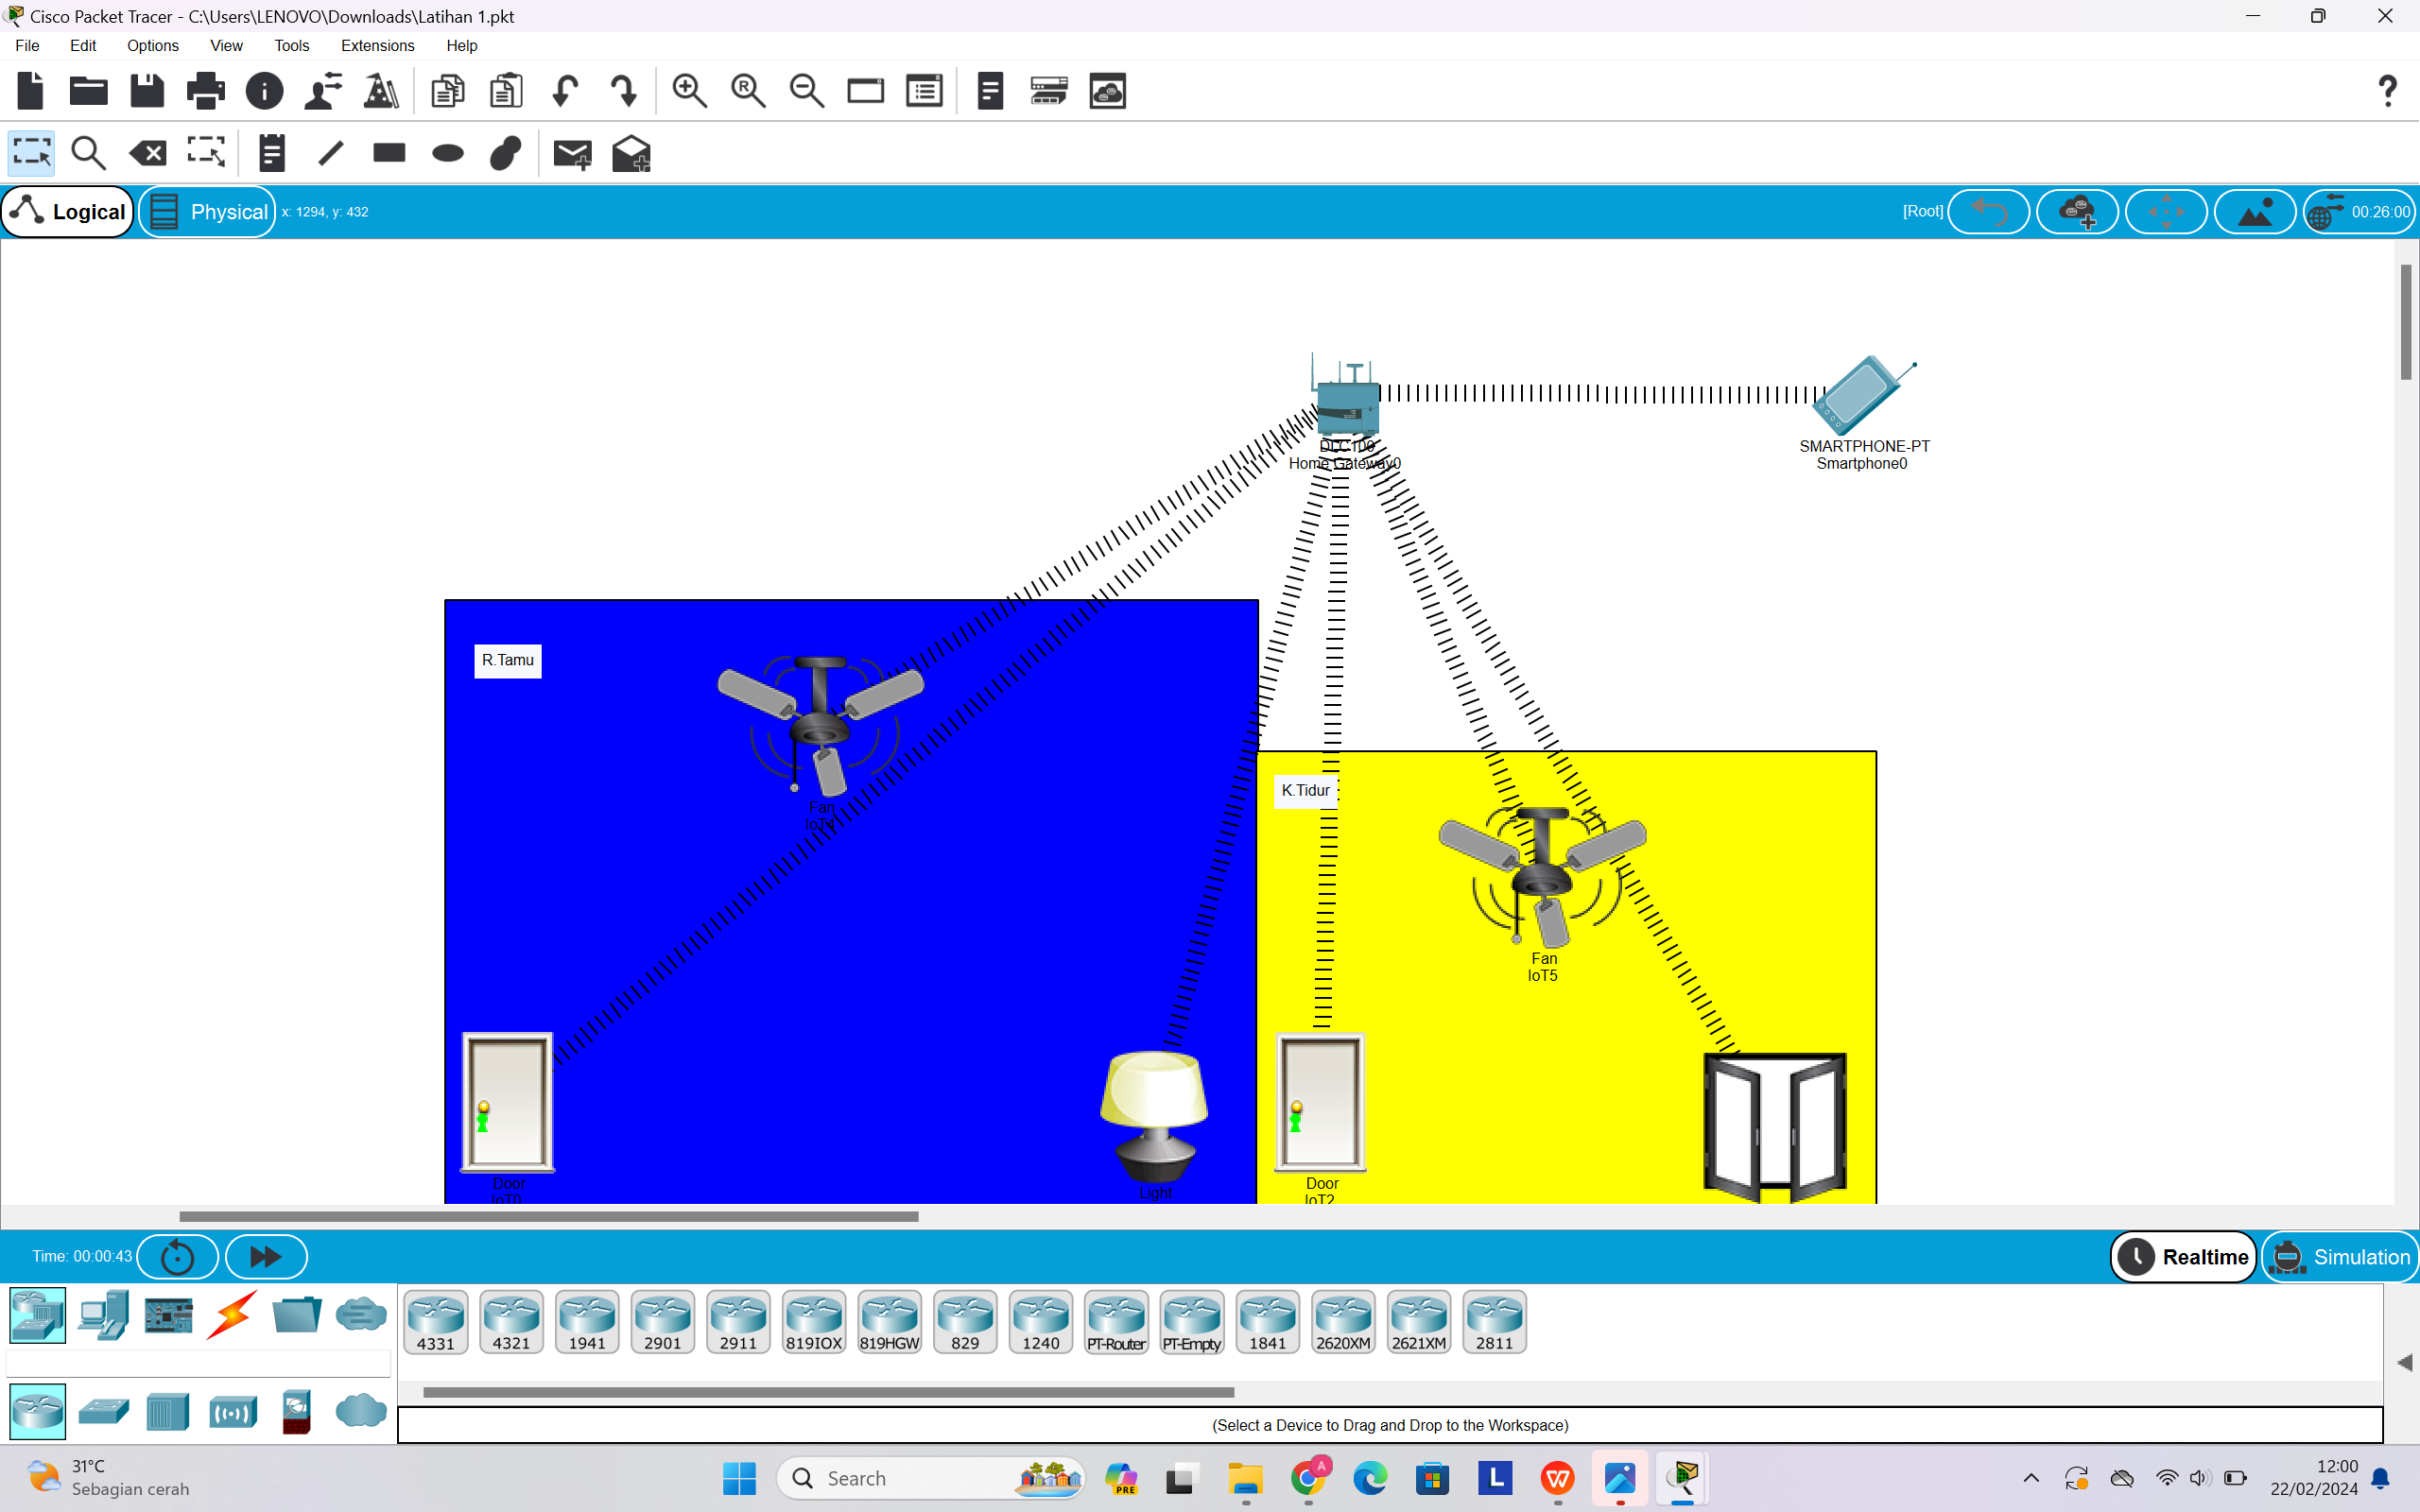 Cisco Packet Tracer - C:\Users\LENOVO\Downloads\Latihan 1.pkt
File Edit Options View Tools Extensions Help
Logical Physical x: 1294, y: 432 [Root] 00:26:00
DLC100
Home Gateway0
SMARTPHONE-PT
Smartphone0
R.Tamu
Fan
IoT4
K.Tidur
Fan
IoT5
Door
IoT0
Light
Door
IoT2
Time: 00:00:43 Realtime Simulation
4331 4321 1941 2901 2911 819IOX 819HGW 829 1240 PT-Router PT-Empty 1841 2620XM 2621XM 2811
(Select a Device to Drag and Drop to the Workspace)
31°C
Sebagian cerah
Search
PRE
L
W
A
12:00
22/02/2024